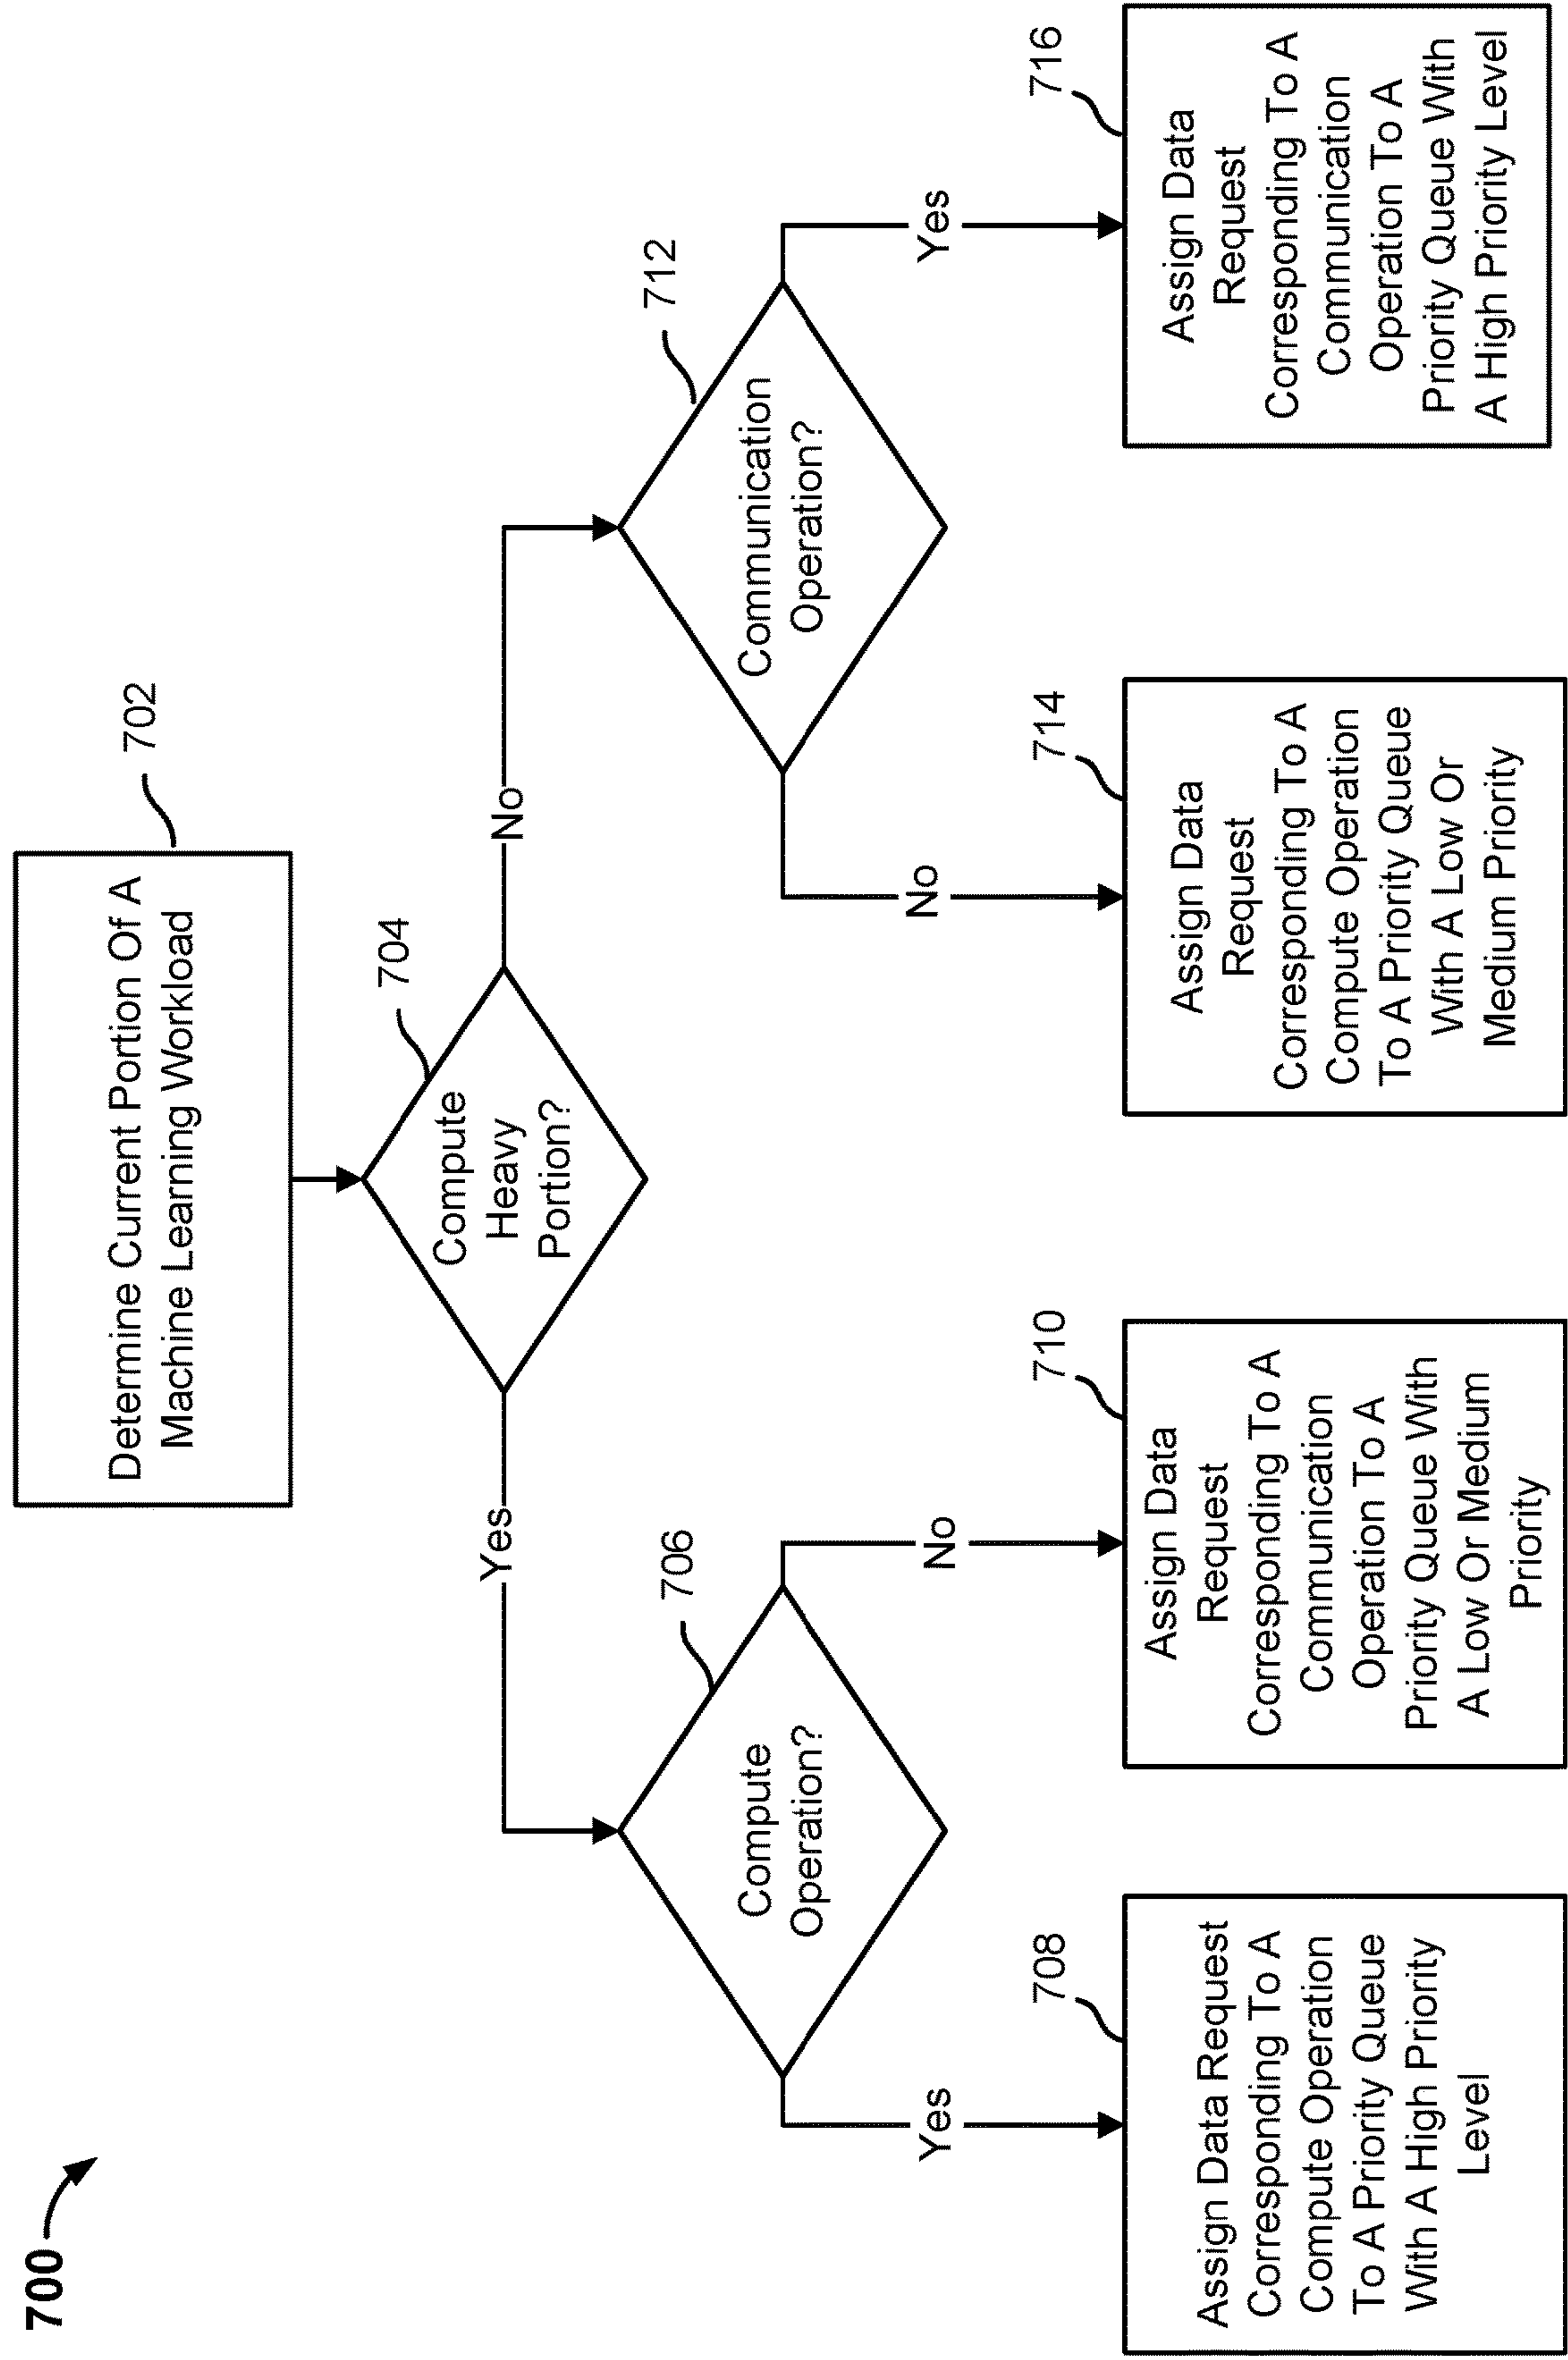 700
Determine Current Portion Of A
Machine Learning Workload
702
Compute
Heavy
Portion?
704
Yes
No
Compute
Operation?
706
Communication
Operation?
712
Yes
No
No
Yes
Assign Data Request
Corresponding To A
Compute Operation
To A Priority Queue
With A High Priority
Level
708
Assign Data
Request
Corresponding To A
Communication
Operation To A
Priority Queue With
A Low Or Medium
Priority
710
Assign Data
Request
Corresponding To A
Compute Operation
To A Priority Queue
With A Low Or
Medium Priority
714
Assign Data
Request
Corresponding To A
Communication
Operation To A
Priority Queue With
A High Priority Level
716